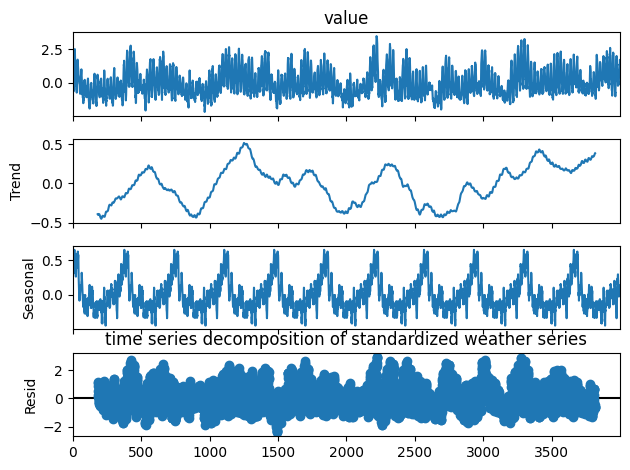 value
2.5
0.0
Trend
0.5
0.0
−0.5
Seasonal
0.5
0.0
time series decomposition of standardized weather series
Resid
2
0
−2
0 500 1000 1500 2000 2500 3000 3500